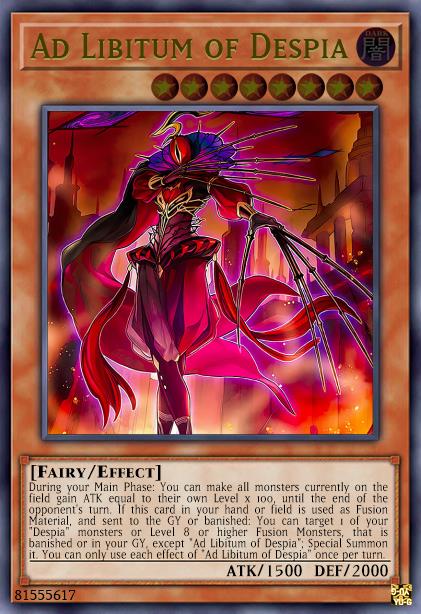 AD LIBITUM OF DESPIA
DARK
闇
[FAIRY/EFFECT]
During your Main Phase: You can make all monsters currently on the
field gain ATK equal to their own Level x 100, until the end of the
opponent's turn. If this card in your hand or field is used as Fusion
Material, and sent to the GY or banished: You can target 1 of your
"Despia" monsters or Level 8 or higher Fusion Monsters, that is
banished or in your GY, except "Ad Libitum of Despia"; Special Summon
it. You can only use each effect of "Ad Libitum of Despia" once per turn.
ATK/1500 DEF/2000
81555617